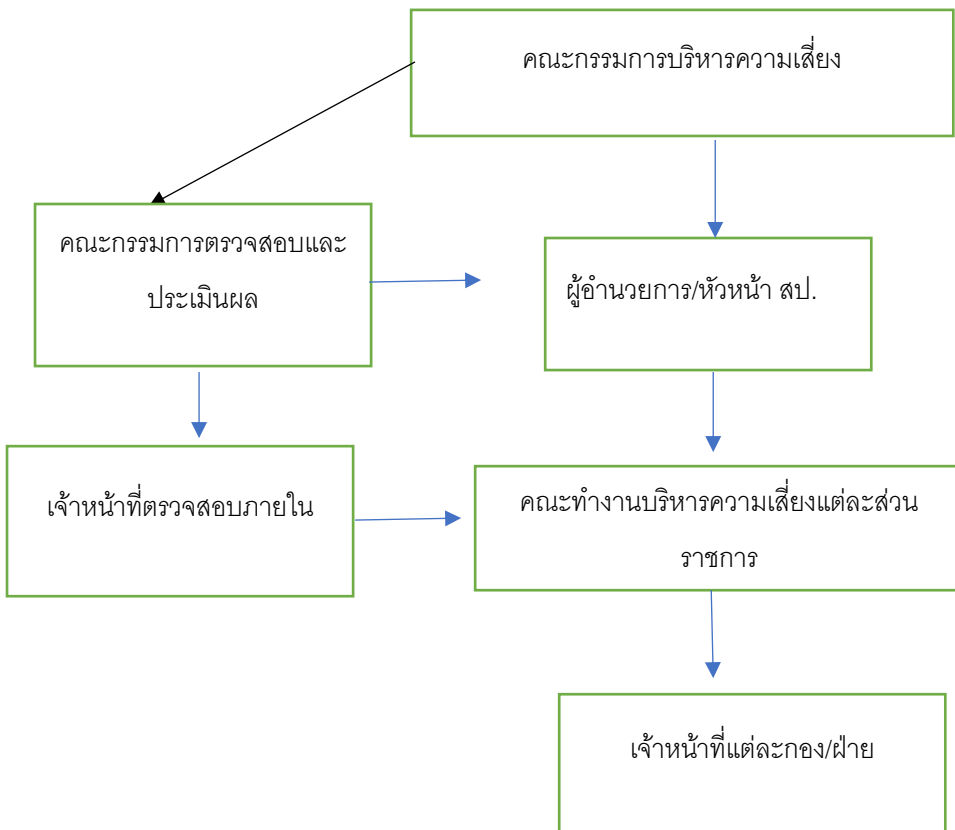 คณะกรรมการบริหารความเสี่ยง
คณะกรรมการตรวจสอบและ
ประเมินผล
ผู้อำนวยการ/หัวหน้า สป.
เจ้าหน้าที่ตรวจสอบภายใน
คณะทำงานบริหารความเสี่ยงแต่ละส่วน
ราชการ
เจ้าหน้าที่แต่ละกอง/ฝ่าย